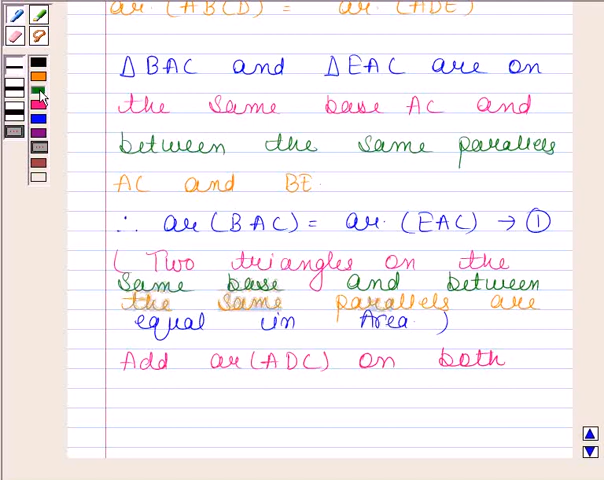 ar. (ABCD) = ar. (ADE)
Δ BAC and Δ EAC are on
the same base AC and
between the same parallels
AC and BE.
∴ ar (BAC) = ar. (EAC) → ①
( Two triangles on the
same base and between
the same parallels are
equal in Area )
Add ar(ADC) on both